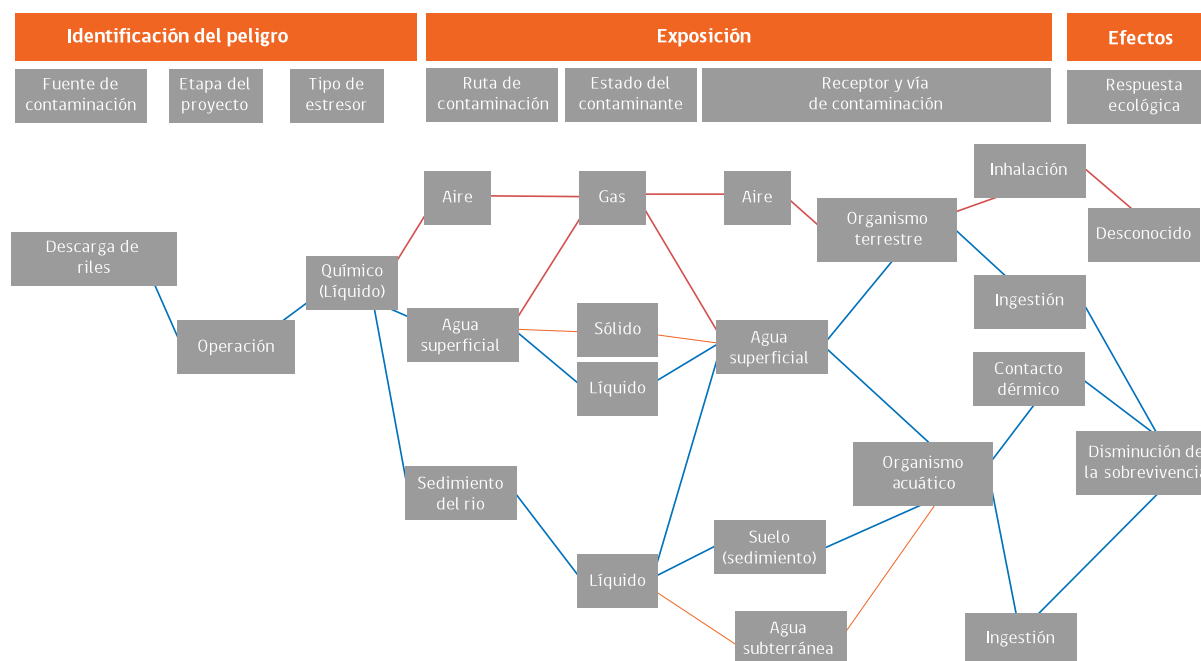 Identificación del peligro
Exposición
Efectos
Fuente de
contaminación
Etapa del
proyecto
Tipo de
estresor
Ruta de
contaminación
Estado del
contaminante
Receptor y vía
de contaminación
Respuesta
ecológica
Inhalación
Aire
Gas
Aire
Organismo
terrestre
Desconocido
Descarga de
riles
Químico
(Líquido)
Ingestión
Operación
Agua
superficial
Sólido
Agua
superficial
Líquido
Contacto
dérmico
Sedimiento
del rio
Organismo
acuático
Disminución de
la sobrevivencia
Líquido
Suelo
(sedimiento)
Agua
subterránea
Ingestión